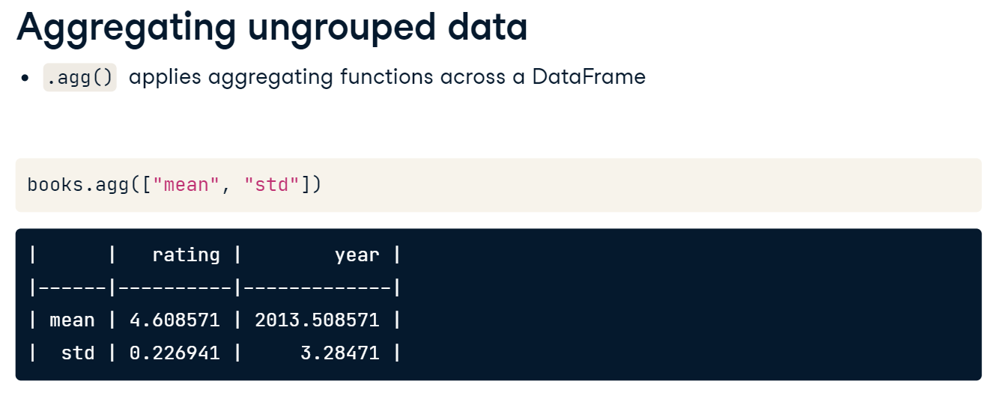 Aggregating ungrouped data
• .agg() applies aggregating functions across a DataFrame
books.agg(["mean", "std"])
|      |   rating |        year |
|------|----------|-------------|
| mean | 4.608571 | 2013.508571 |
|  std | 0.226941 |     3.28471 |